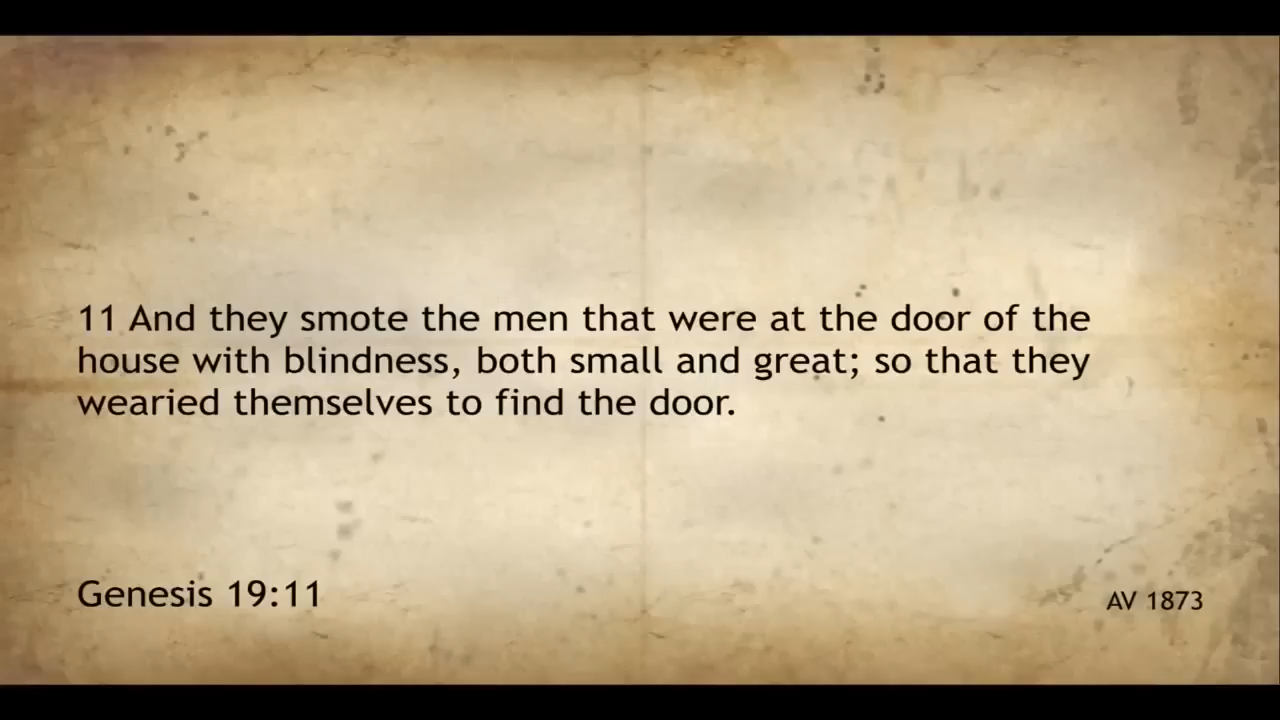 11 And they smote the men that were at the door of the
house with blindness, both small and great; so that they
wearied themselves to find the door.
Genesis 19:11
AV 1873